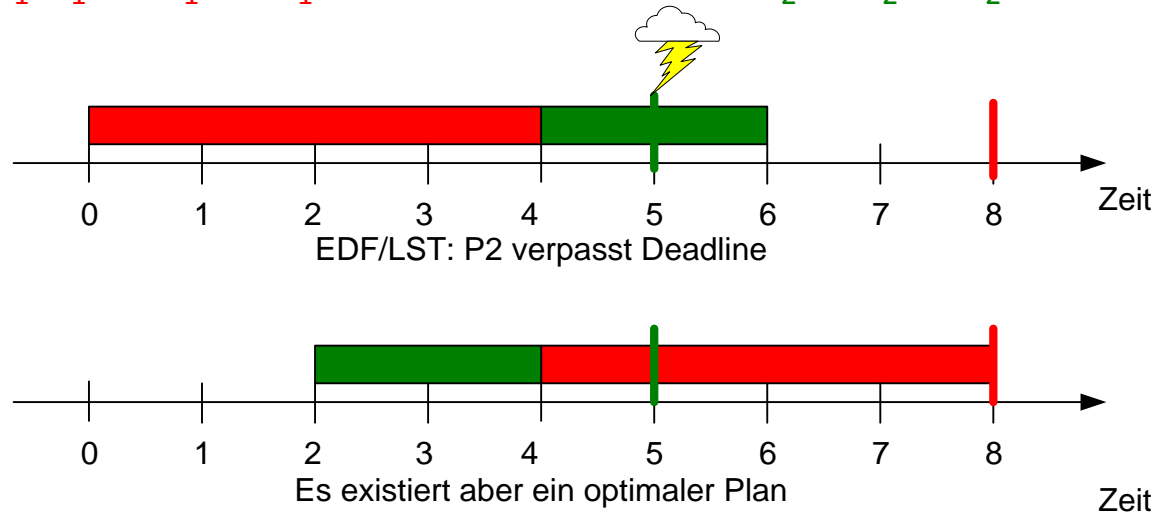 0 1 2 3 4 5 6 7 8 Zeit
EDF/LST: P2 verpasst Deadline
0 1 2 3 4 5 6 7 8
Es existiert aber ein optimaler Plan Zeit